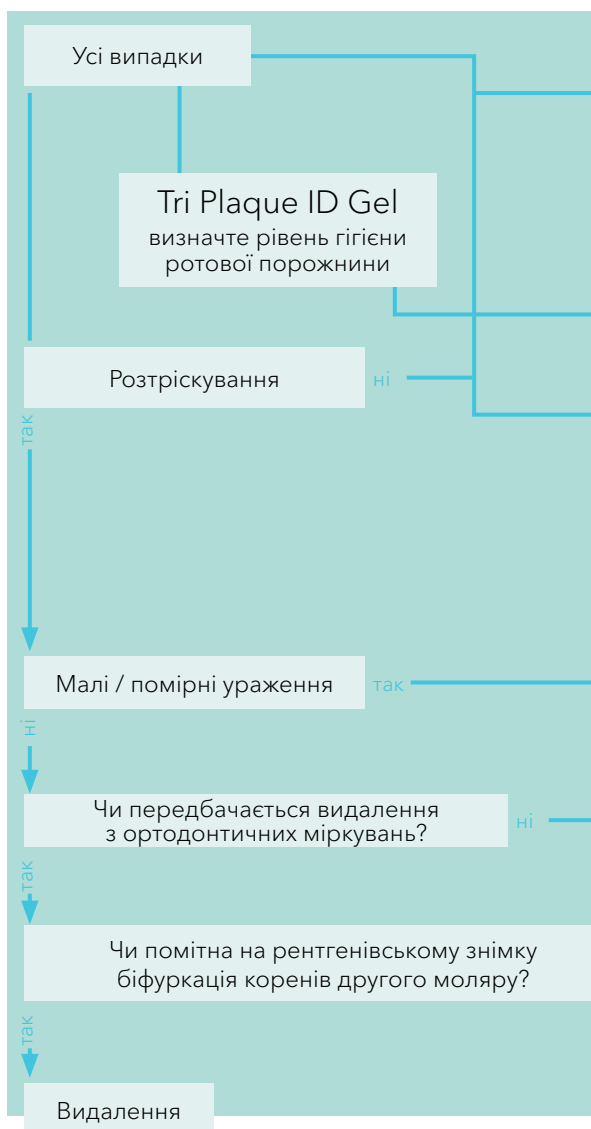 Усі випадки
Tri Plaque ID Gel
визначте рівень гігієни
ротової порожнини
Розтріскування
ні
так
Малі / помірні ураження
так
ні
Чи передбачається видалення
з ортодонтичних міркувань?
ні
так
Чи помітна на рентгенівському знімку
біфуркація коренів другого моляру?
так
Видалення